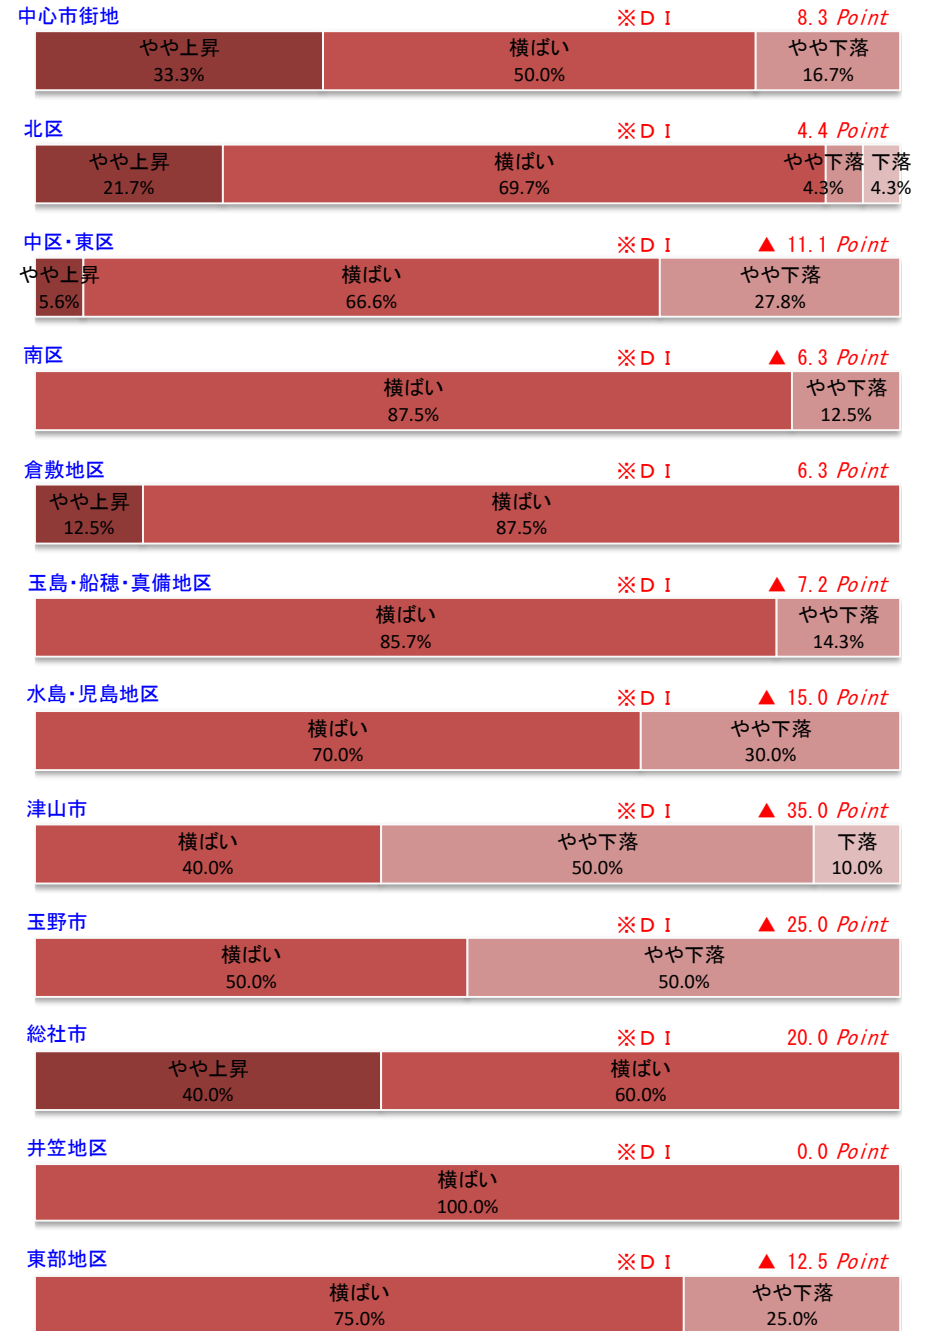 中心市街地 ※ＤＩ 8.3 Point
やや上昇 横ばい やや下落
33.3% 50.0% 16.7%
北区 ※ＤＩ 4.4 Point
やや上昇 横ばい やや下落 下落
21.7% 69.7% 4.3% 4.3%
中区・東区 ※ＤＩ ▲ 11.1 Point
やや上昇 横ばい やや下落
5.6% 66.6% 27.8%
南区 ※ＤＩ ▲ 6.3 Point
横ばい やや下落
87.5% 12.5%
倉敷地区 ※ＤＩ 6.3 Point
やや上昇 横ばい
12.5% 87.5%
玉島・船穂・真備地区 ※ＤＩ ▲ 7.2 Point
横ばい やや下落
85.7% 14.3%
水島・児島地区 ※ＤＩ ▲ 15.0 Point
横ばい やや下落
70.0% 30.0%
津山市 ※ＤＩ ▲ 35.0 Point
横ばい やや下落 下落
40.0% 50.0% 10.0%
玉野市 ※ＤＩ ▲ 25.0 Point
横ばい やや下落
50.0% 50.0%
総社市 ※ＤＩ 20.0 Point
やや上昇 横ばい
40.0% 60.0%
井笠地区 ※ＤＩ 0.0 Point
横ばい
100.0%
東部地区 ※ＤＩ ▲ 12.5 Point
横ばい やや下落
75.0% 25.0%